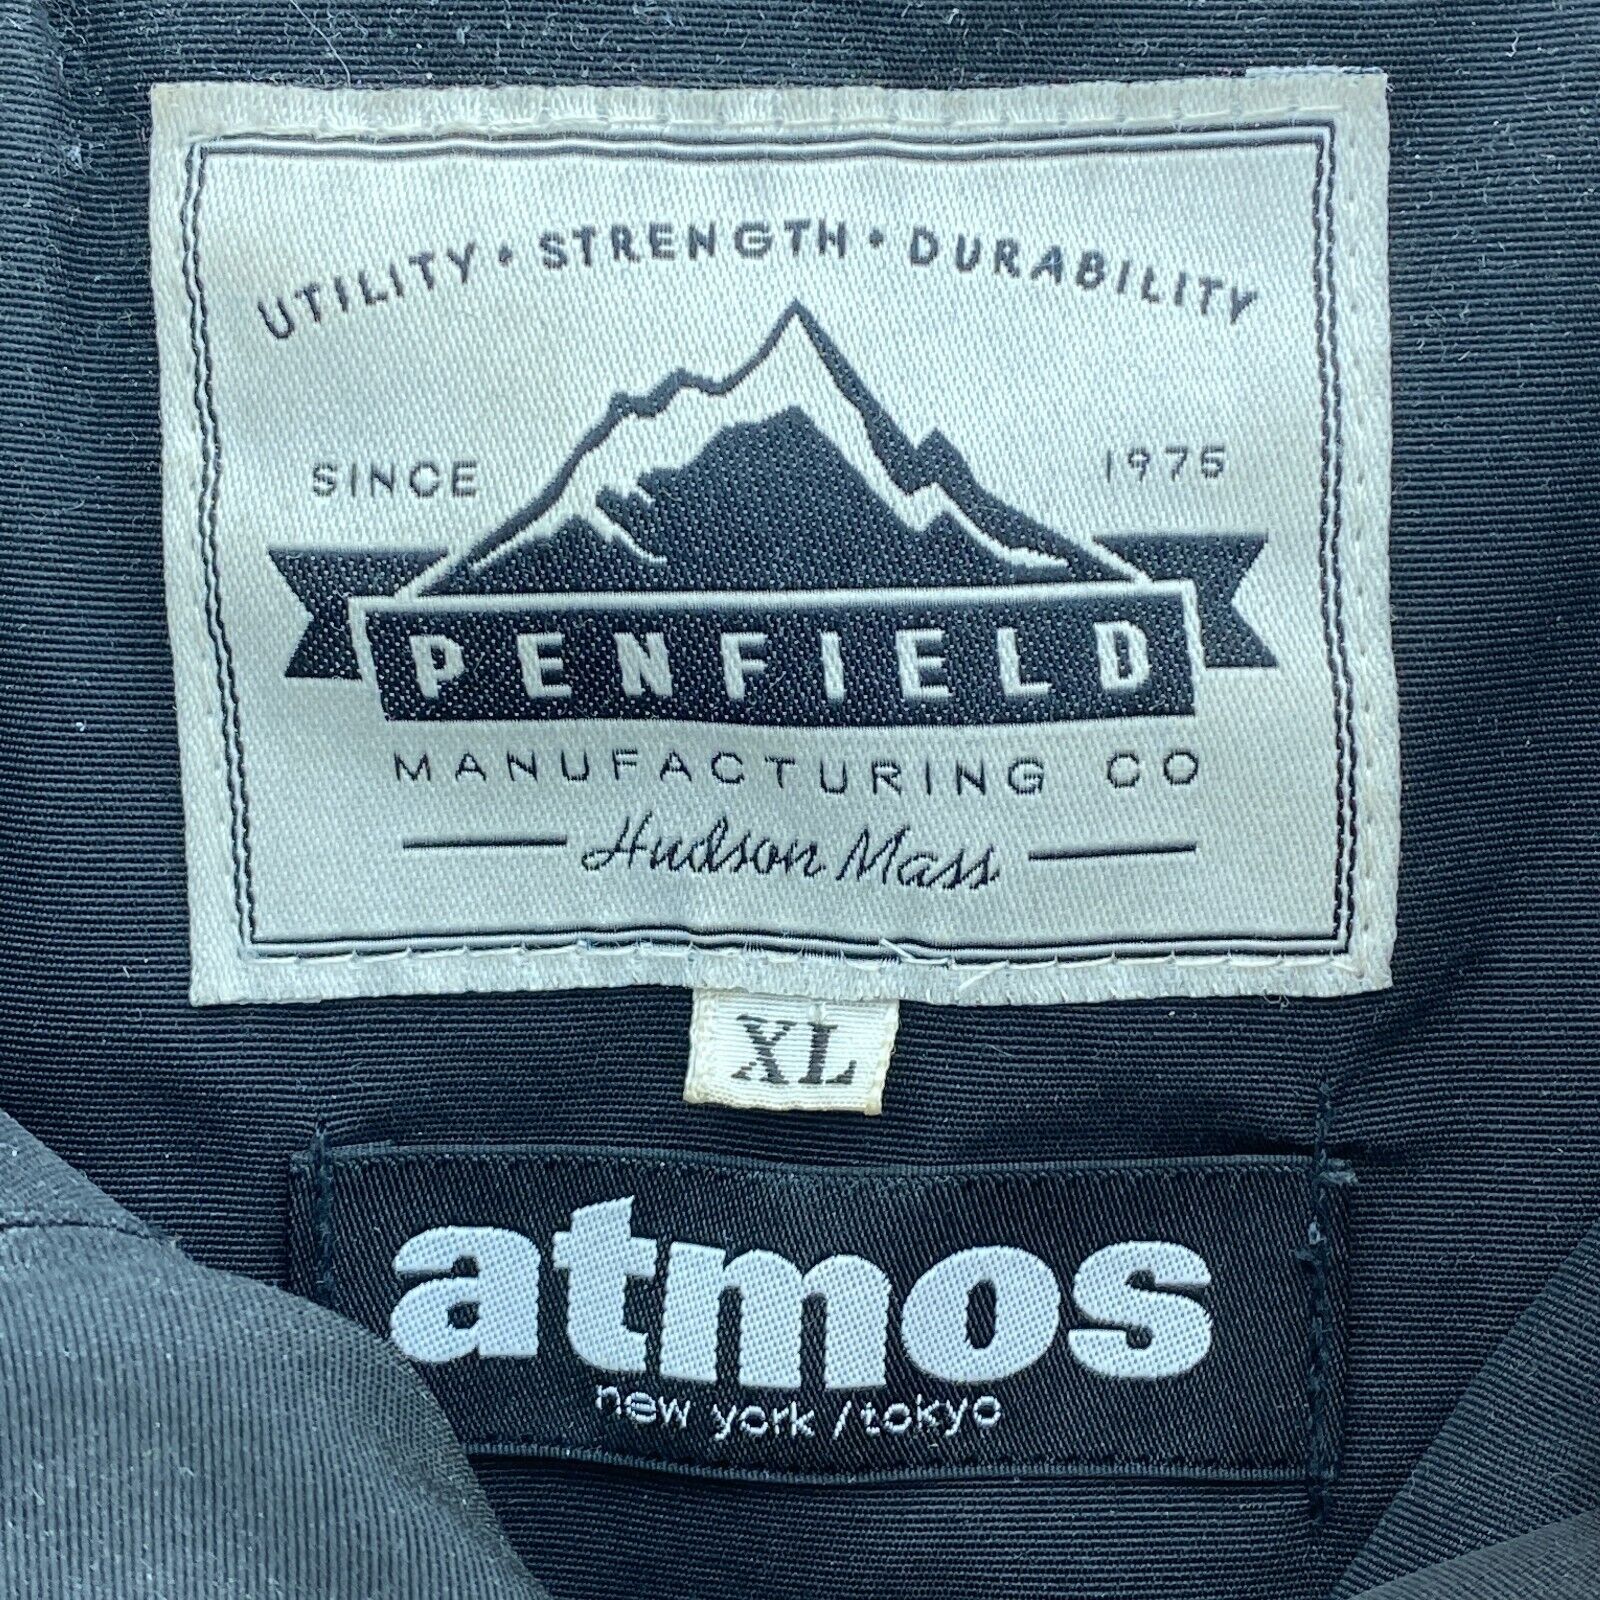 UTILITY • STRENGTH • DURABILITY
SINCE 1975
PENFIELD
MANUFACTURING CO
Hudson Mass
XL
atmos
new york / tokyo